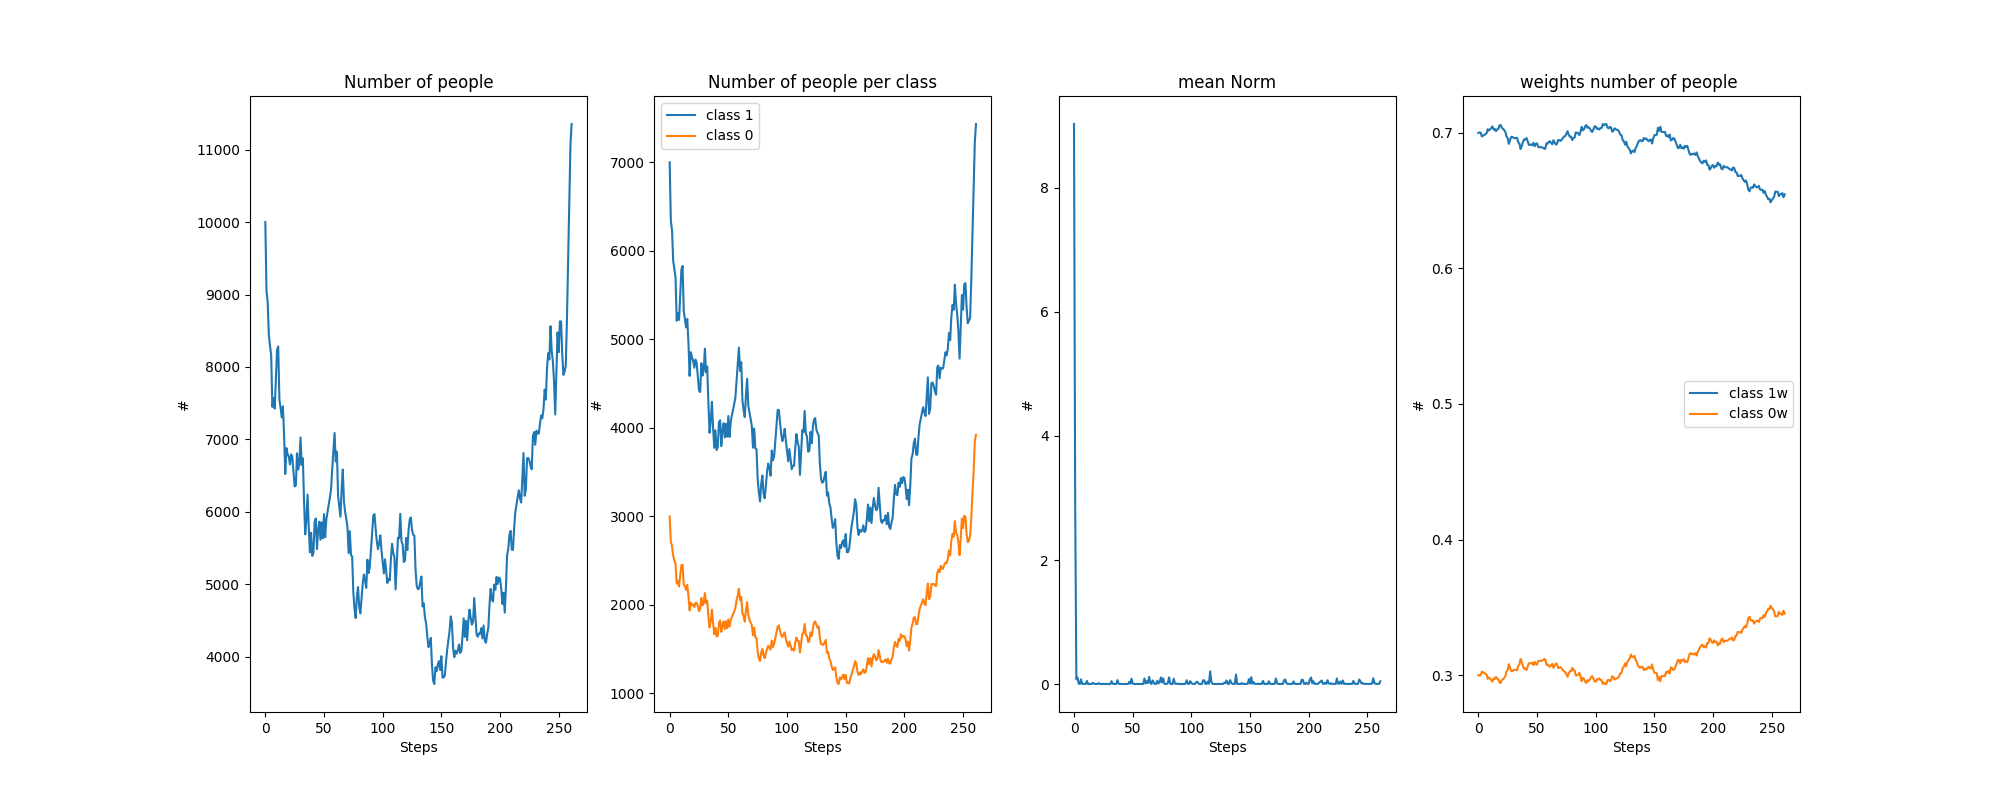 Number of people
11000
10000
9000
8000
7000
6000
5000
4000
#
0 50 100 150 200 250
Steps
Number of people per class
class 1
class 0
7000
6000
5000
4000
3000
2000
1000
#
0 50 100 150 200 250
Steps
mean Norm
8
6
4
2
0
#
0 50 100 150 200 250
Steps
weights number of people
0.7
0.6
0.5
0.4
0.3
#
class 1w
class 0w
0 50 100 150 200 250
Steps